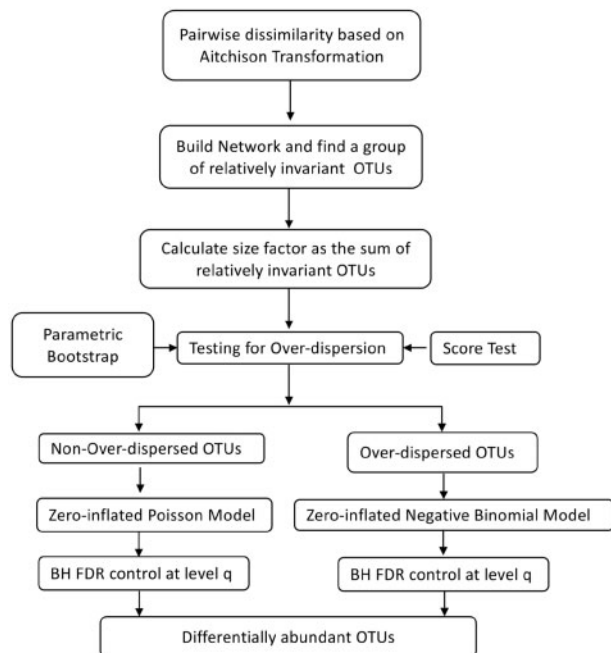 Pairwise dissimilarity based on
Aitchison Transformation
Build Network and find a group
of relatively invariant OTUs
Calculate size factor as the sum of
relatively invariant OTUs
Parametric
Bootstrap
Testing for Over-dispersion
Score Test
Non-Over-dispersed OTUs
Over-dispersed OTUs
Zero-inflated Poisson Model
Zero-inflated Negative Binomial Model
BH FDR control at level q
BH FDR control at level q
Differentially abundant OTUs